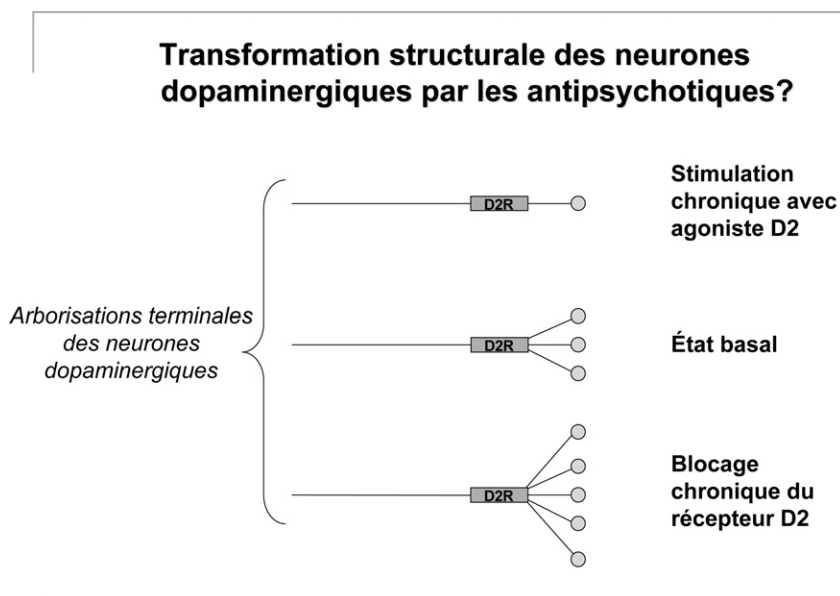 Transformation structurale des neurones
dopaminergiques par les antipsychotiques?
Stimulation
chronique avec
agoniste D2
D2R
Arborisations terminales
des neurones
dopaminergiques
D2R
État basal
D2R
Blocage
chronique du
récepteur D2